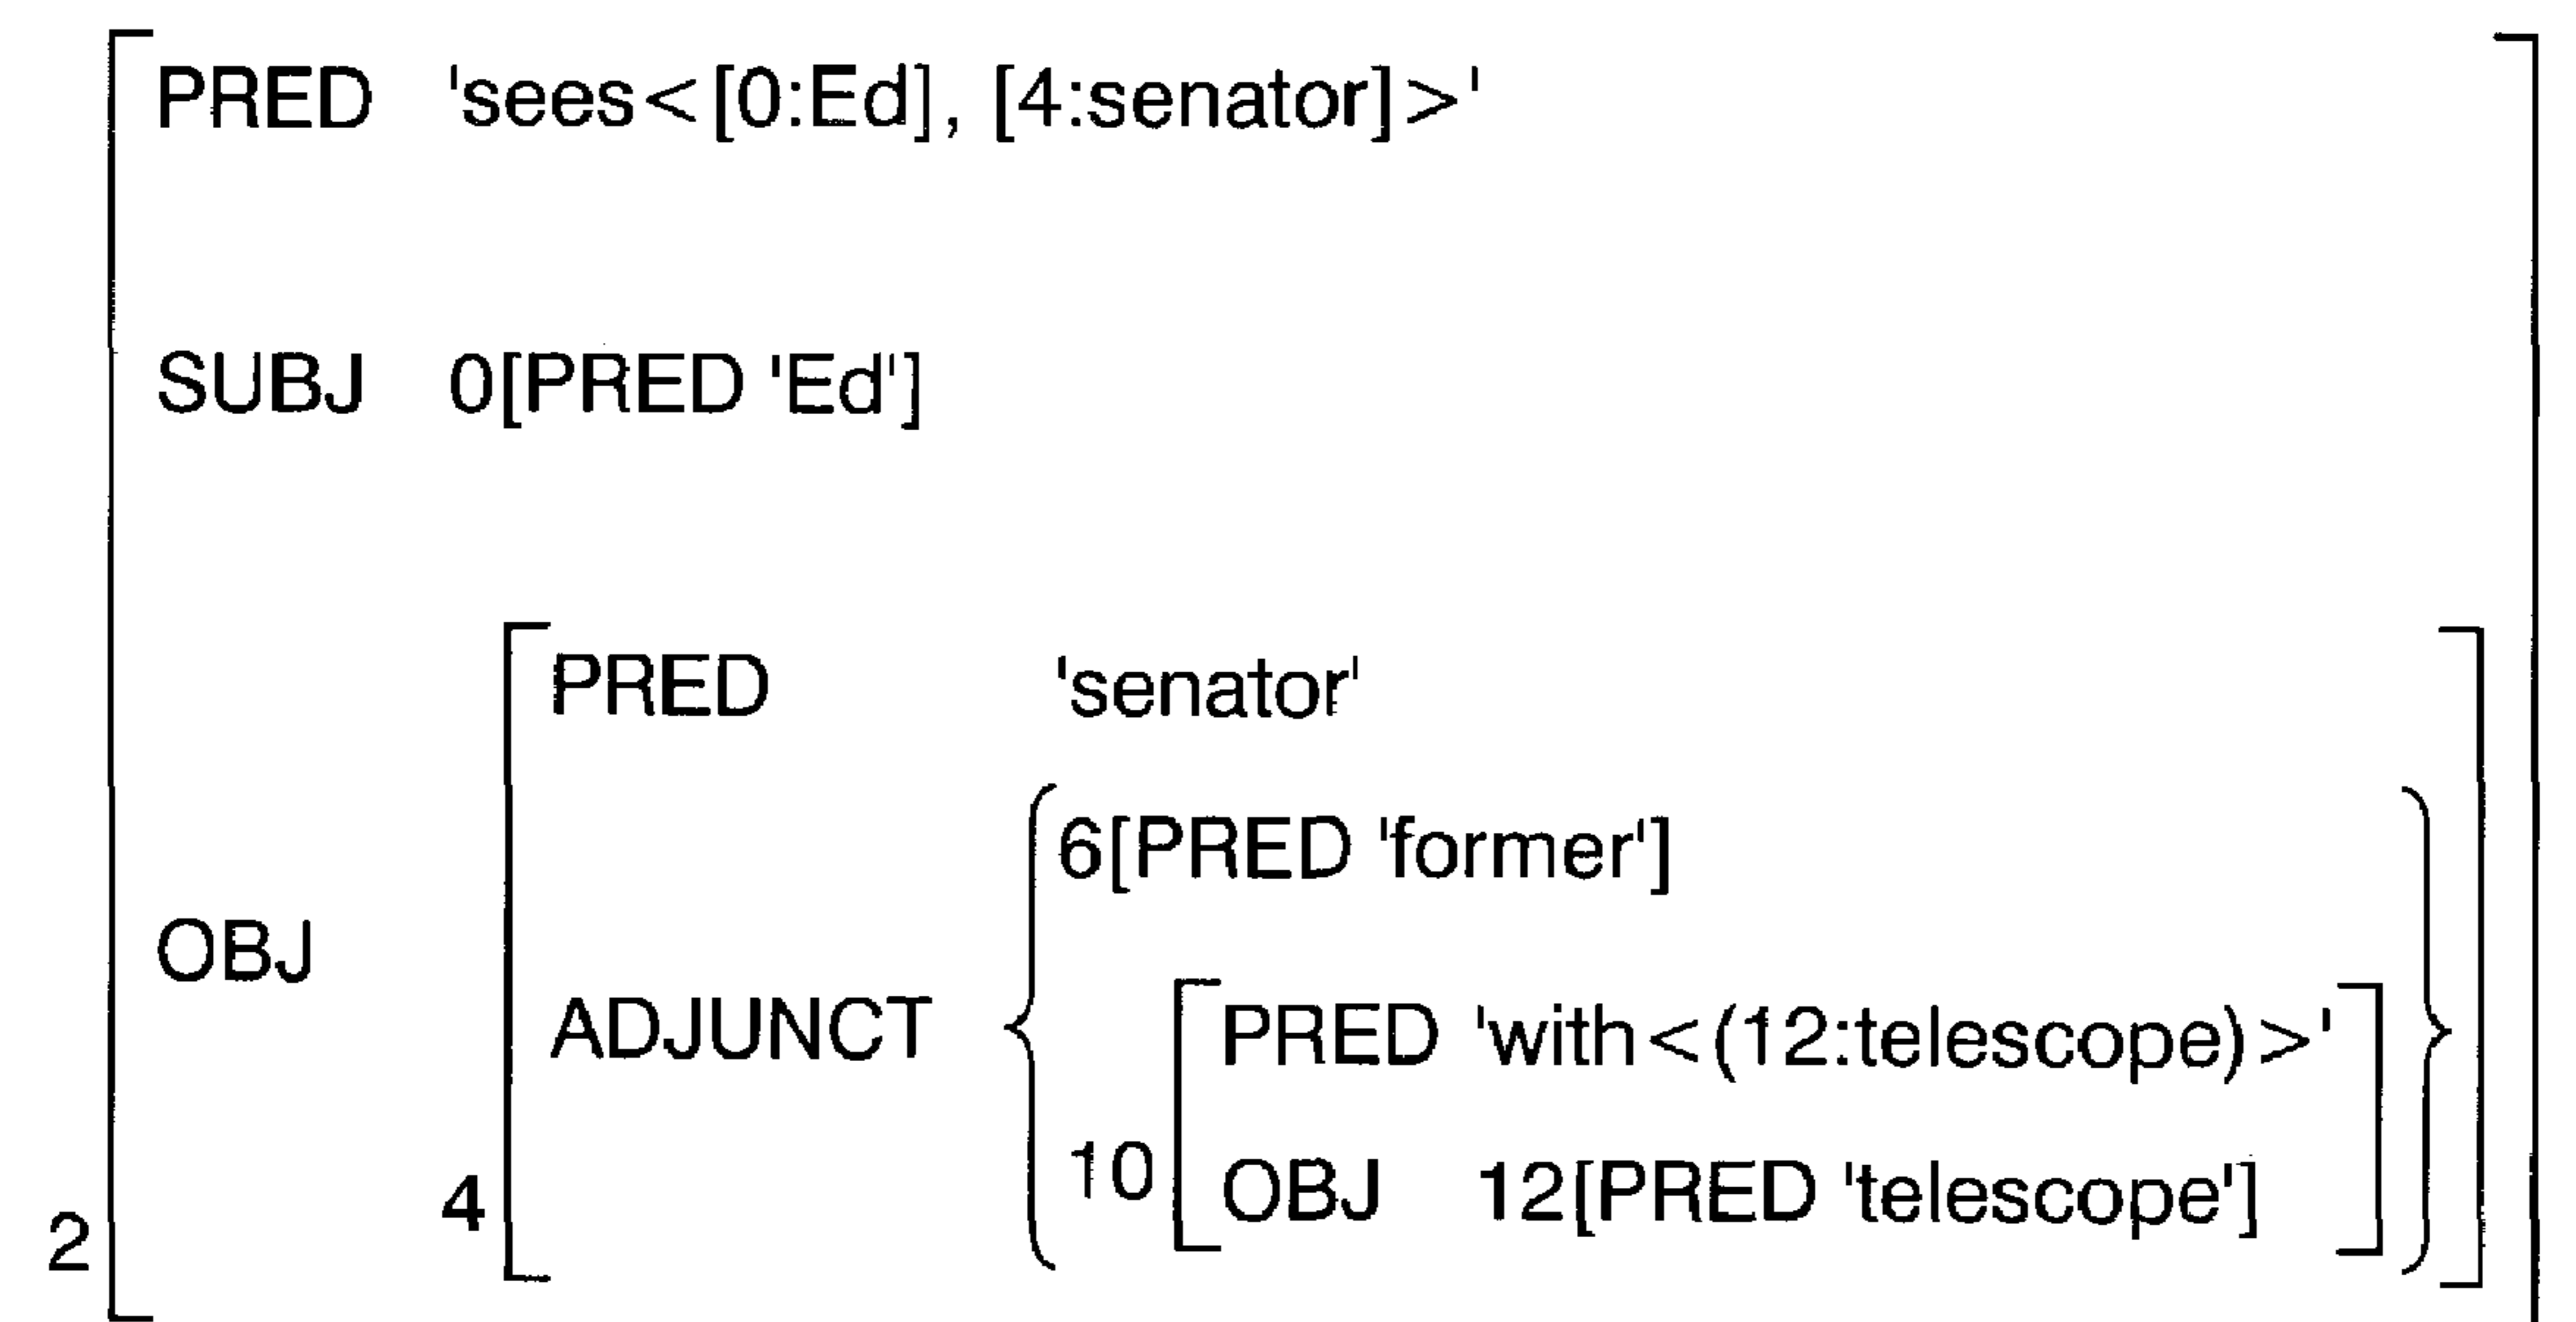 PRED 'sees<[0:Ed], [4:senator]>'
SUBJ 0[PRED 'Ed']
PRED 'senator'
6[PRED 'former']
OBJ
ADJUNCT
PRED 'with<(12:telescope)>'
10
OBJ 12[PRED 'telescope']
4
2